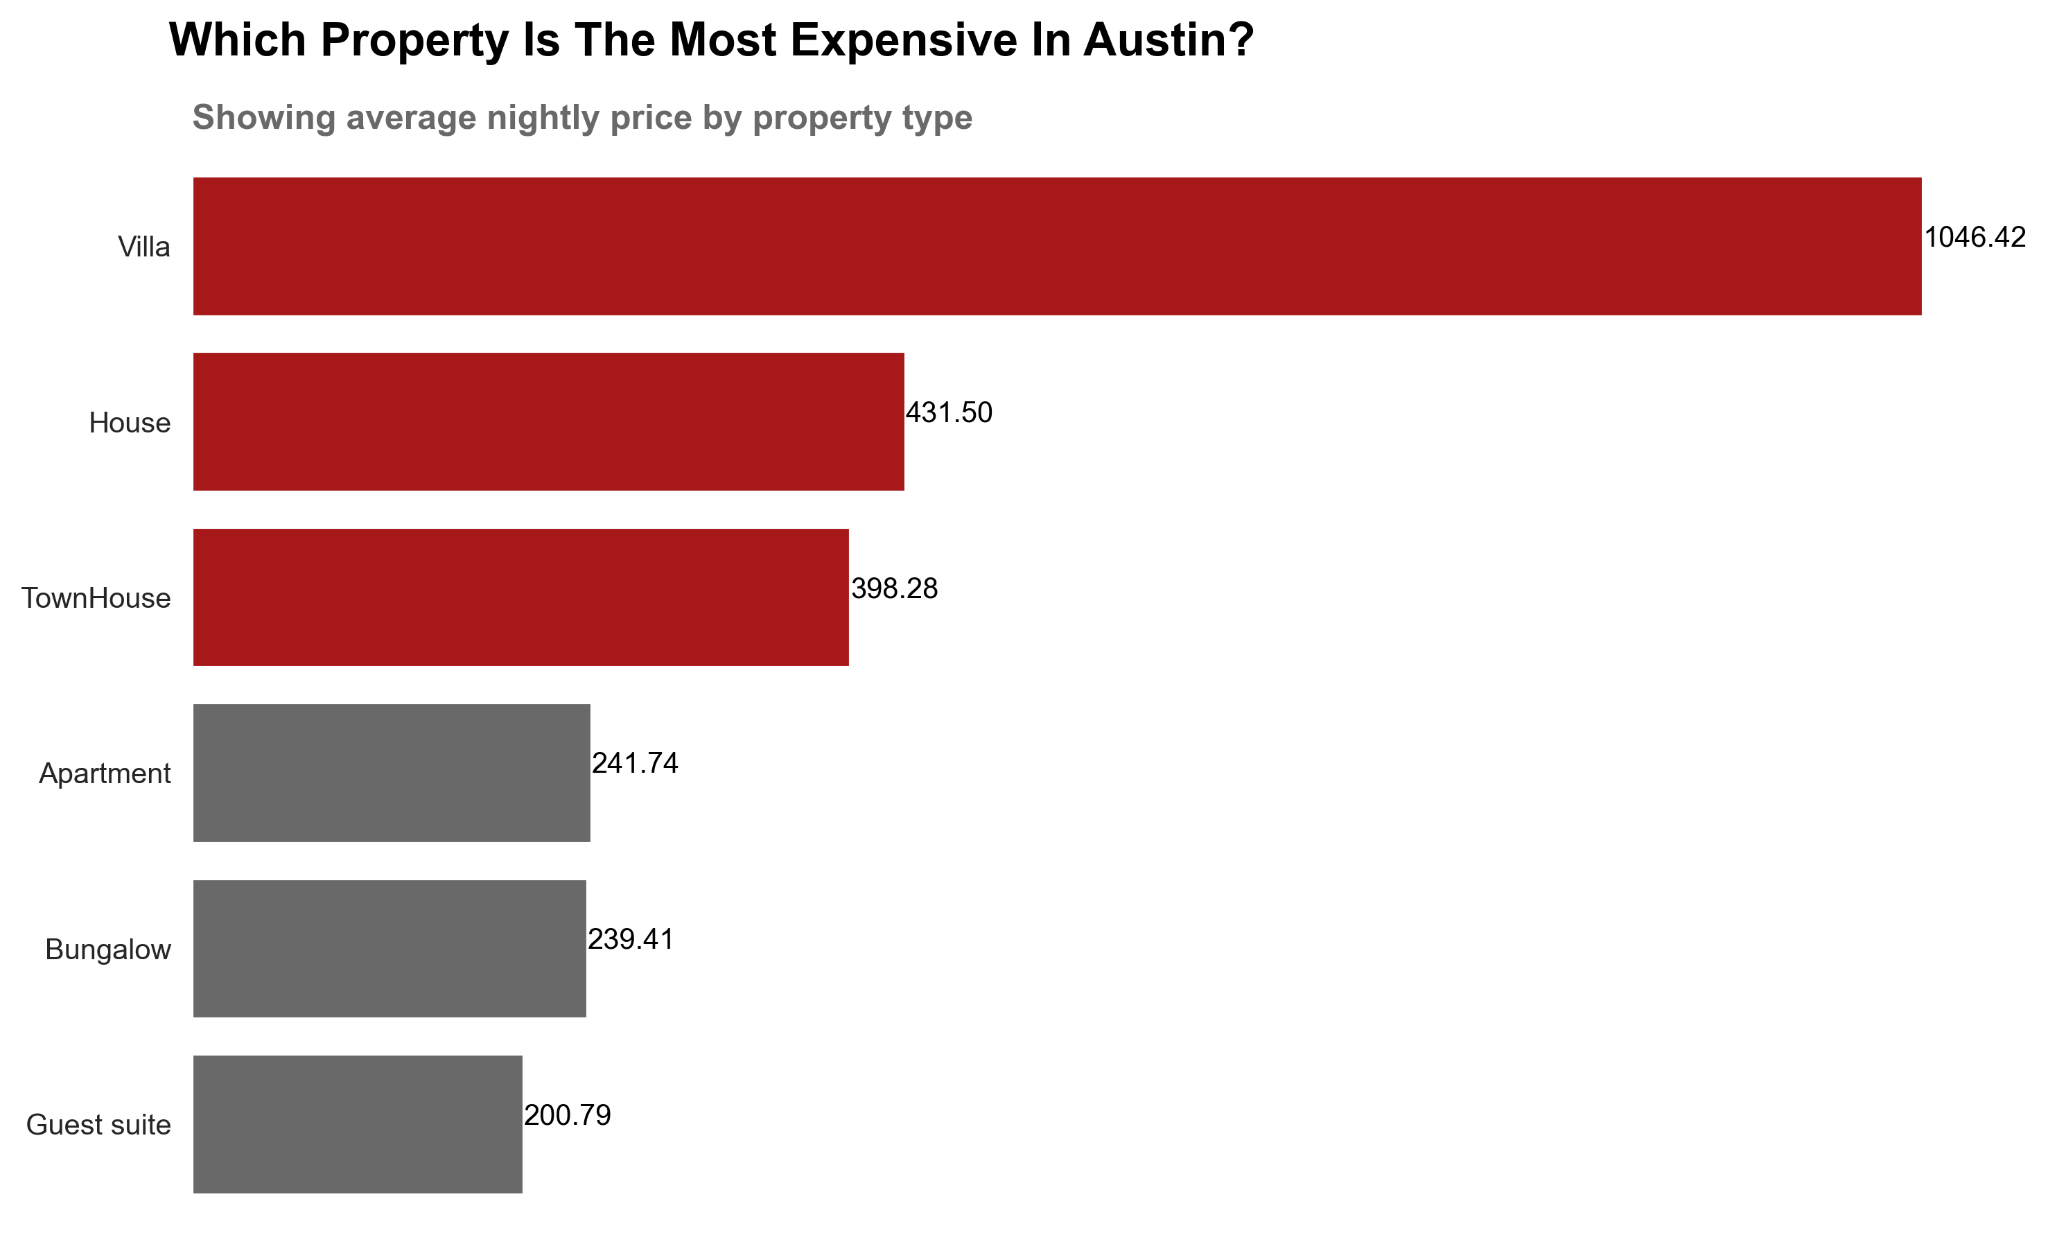 Which Property Is The Most Expensive In Austin?
Showing average nightly price by property type
Villa 1046.42
House 431.50
TownHouse 398.28
Apartment 241.74
Bungalow 239.41
Guest suite 200.79